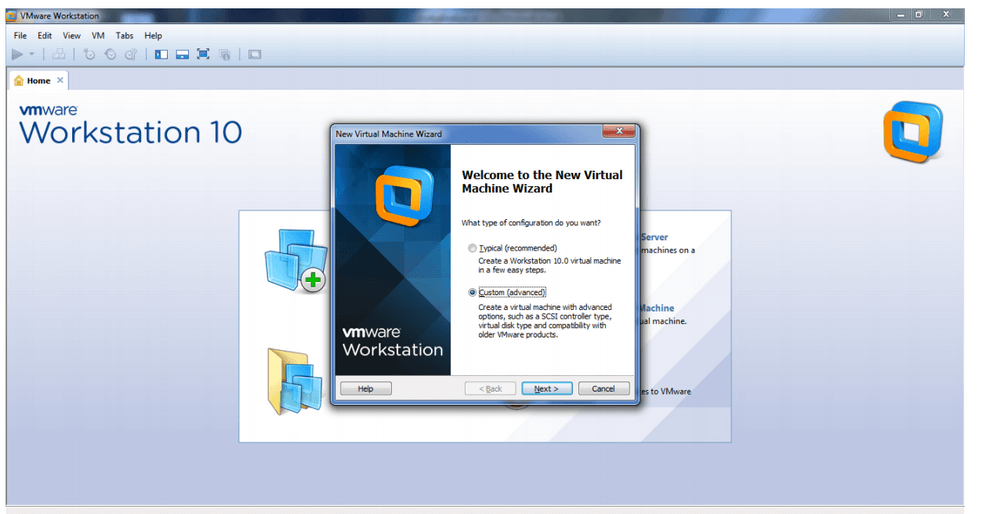 VMware Workstation
File Edit View VM Tabs Help
Home
vmware
Workstation 10
New Virtual Machine Wizard
Welcome to the New Virtual
Machine Wizard
What type of configuration do you want?
Typical (recommended)
Create a Workstation 10.0 virtual machine
in a few easy steps.
Custom (advanced)
Create a virtual machine with advanced
options, such as a SCSI controller type,
virtual disk type and compatibility with
older VMware products.
vmware
Workstation
Help < Back Next > Cancel
Server
machines on a
Machine
machine.
to VMware